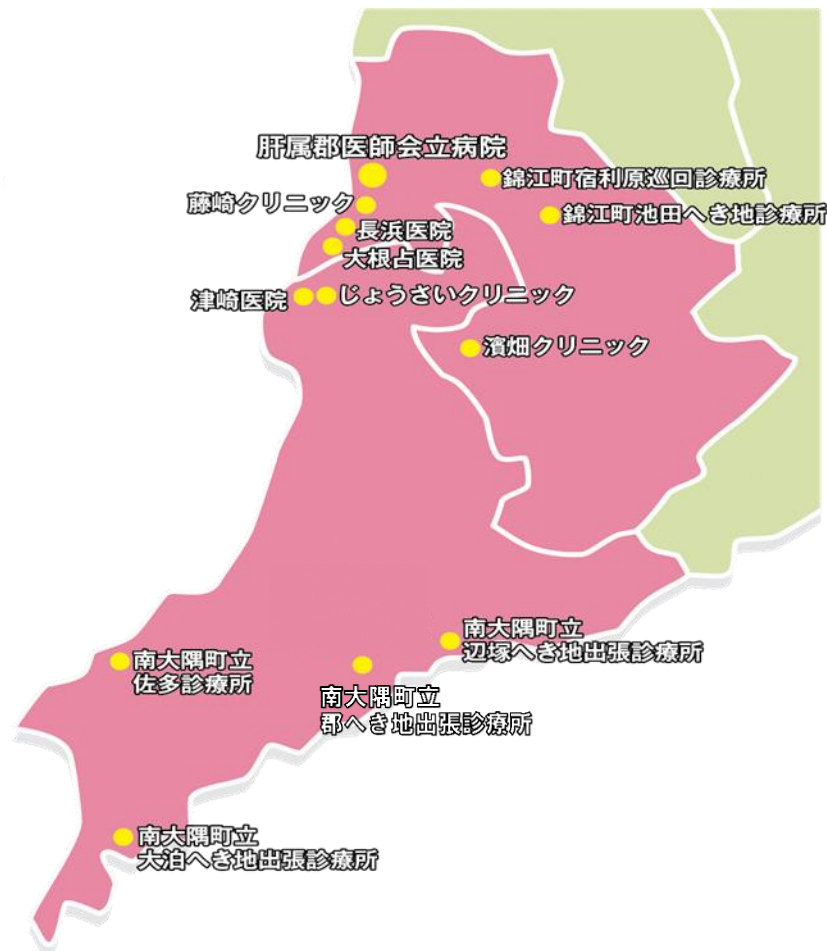 肝属郡医師会立病院
錦江町宿利原巡回診療所
藤崎クリニック
錦江町池田へき地診療所
長浜医院
大根占医院
津崎医院
じょうさいクリニック
濱畑クリニック
南大隅町立
辺塚へき地出張診療所
南大隅町立
佐多診療所
南大隅町立
郡へき地出張診療所
南大隅町立
大泊へき地出張診療所